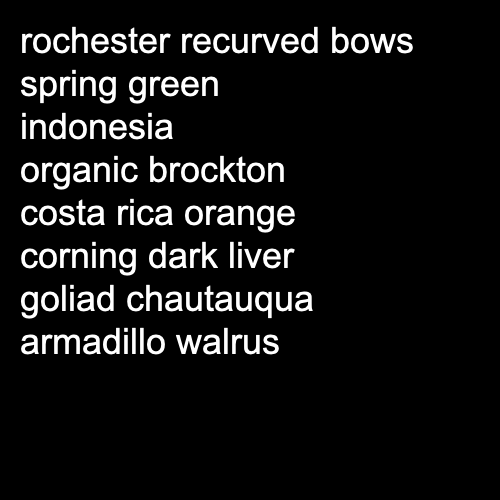 rochester recurved bows
spring green
indonesia
organic brockton
costa rica orange
corning dark liver
goliad chautauqua
armadillo walrus